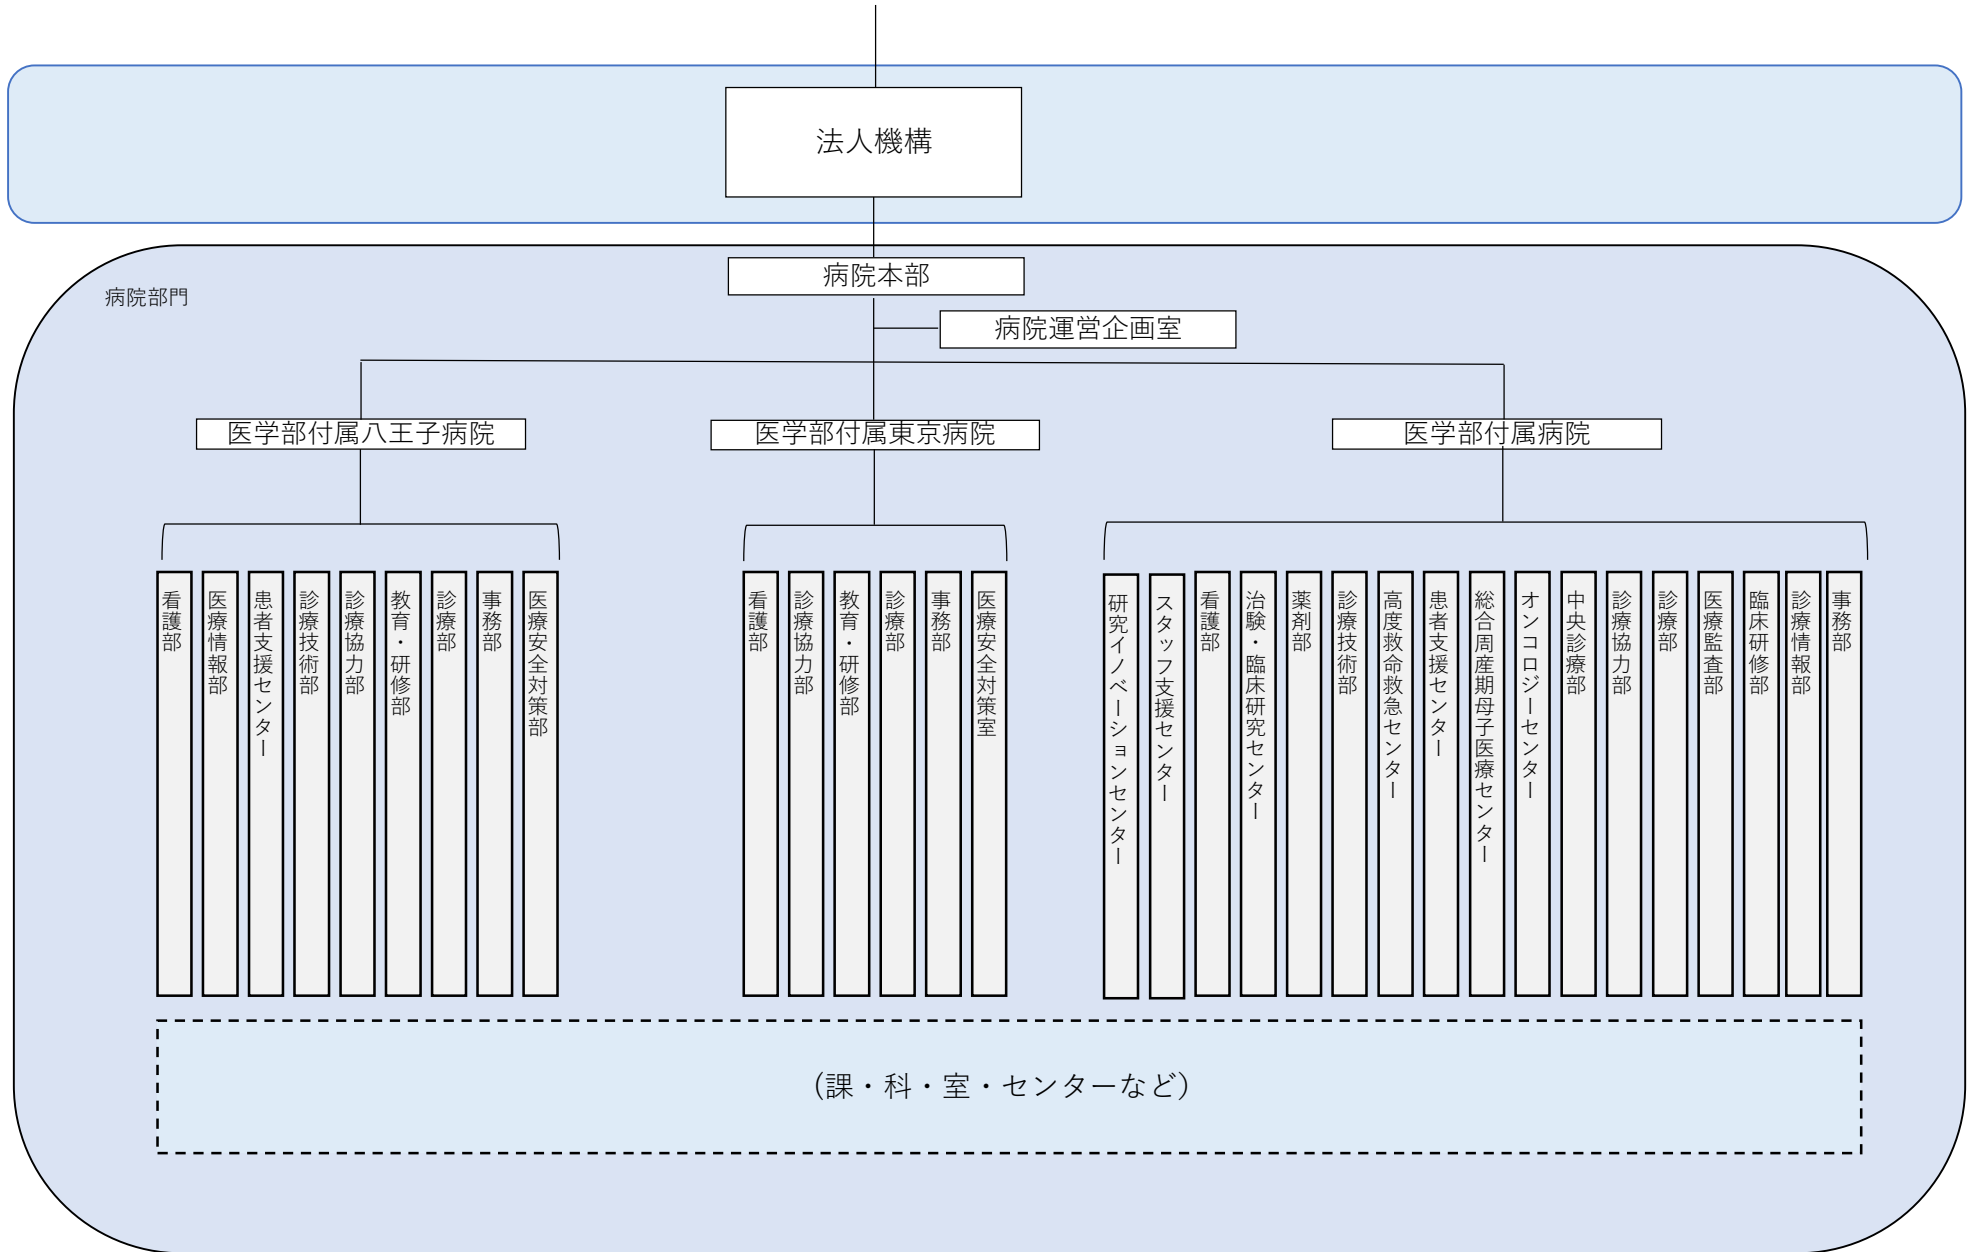 法人機構
病院本部
病院部門
病院運営企画室
医学部付属八王子病院
医学部付属東京病院
医学部付属病院
看護部
医療情報部
患者支援センター
診療技術部
診療協力部
教育・研修部
診療部
事務部
医療安全対策部
看護部
診療協力部
教育・研修部
診療部
事務部
医療安全対策室
研究イノベーションセンター
スタッフ支援センター
看護部
治験・臨床研究センター
薬剤部
診療技術部
高度救命救急センター
患者支援センター
総合周産期母子医療センター
オンコロジーセンター
中央診療部
診療協力部
診療部
医療監査部
臨床研修部
診療情報部
事務部
（課・科・室・センターなど）